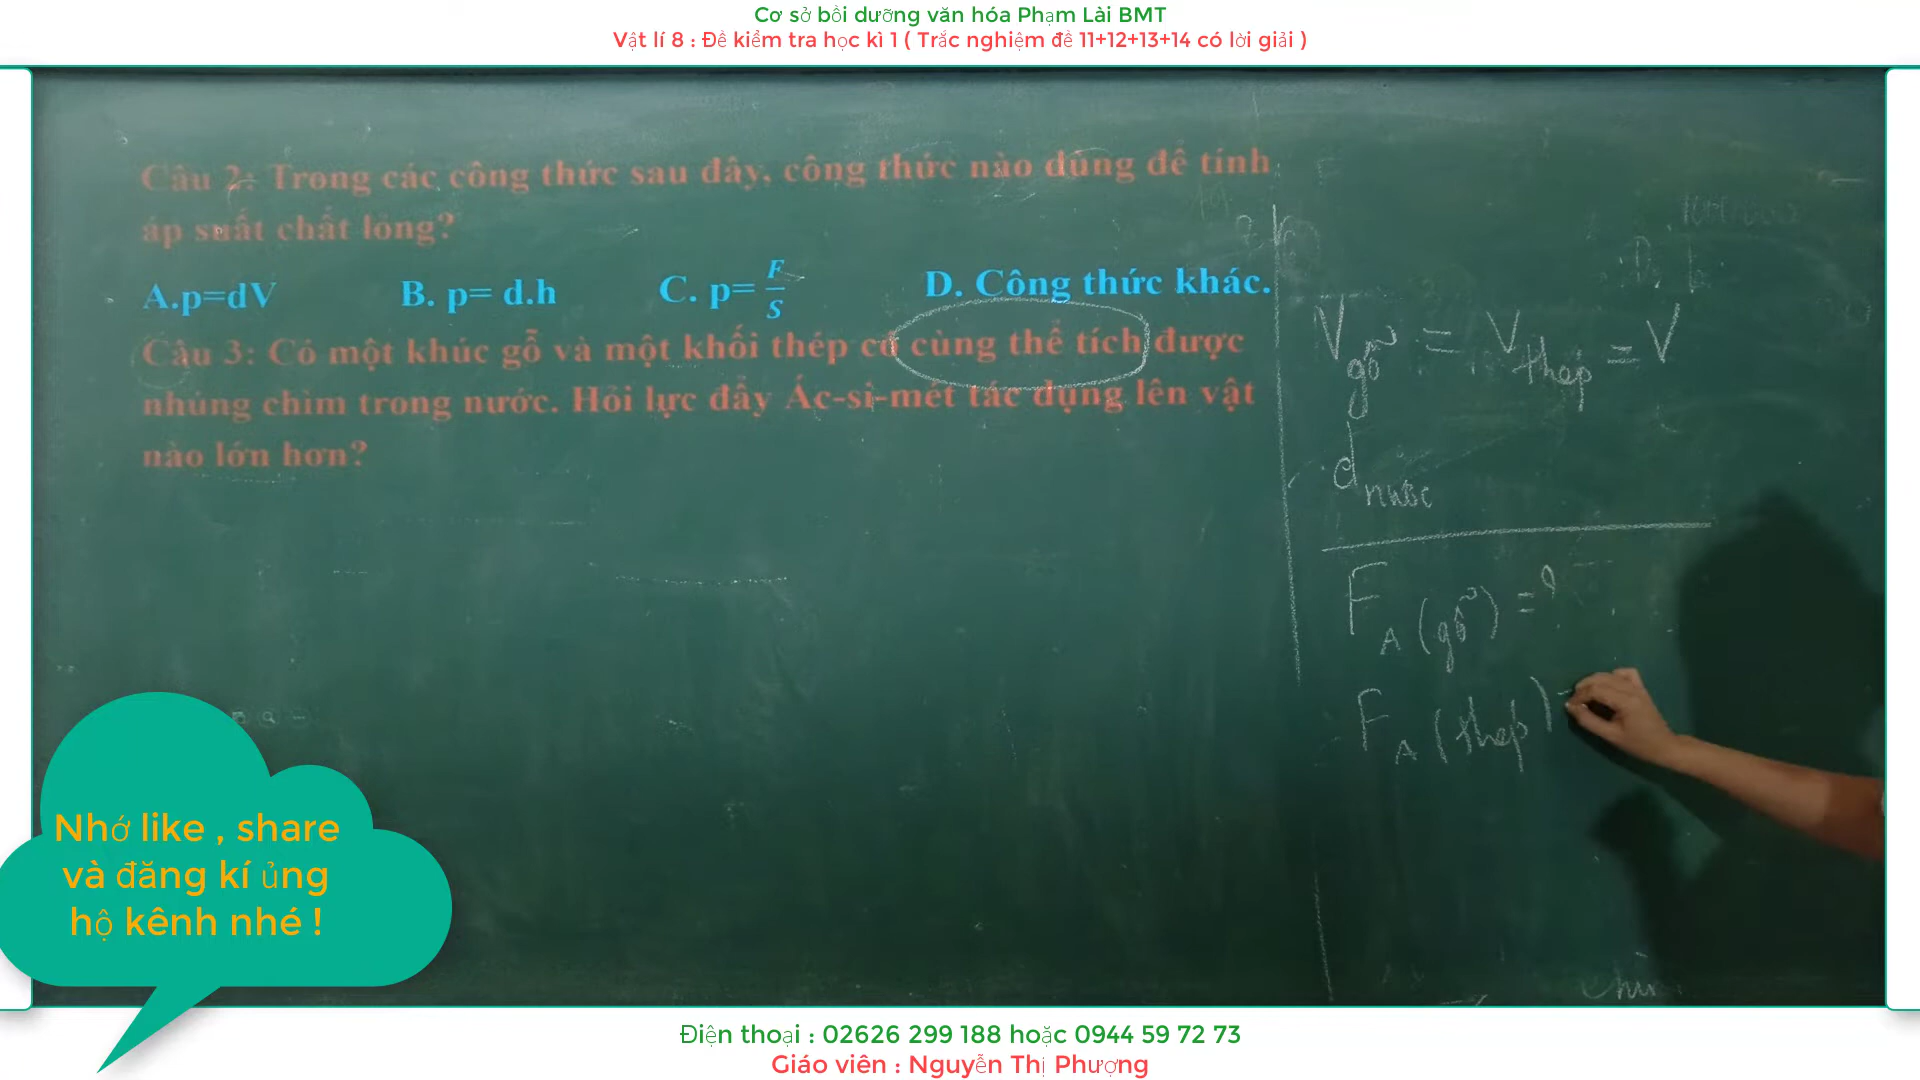 Cơ sở bồi dưỡng văn hóa Phạm Lài BMT
Vật lí 8 : Đề kiểm tra học kì 1 ( Trắc nghiệm đề 11+12+13+14 có lời giải )
Câu 2: Trong các công thức sau đây, công thức nào dùng để tính
áp suất chất lỏng?
A.p=dV B. p= d.h C. p= F/S D. Công thức khác.
Câu 3: Có một khúc gỗ và một khối thép có cùng thể tích được
nhúng chìm trong nước. Hỏi lực đẩy Ác-si-mét tác dụng lên vật
nào lớn hơn?
V gỗ = V thép = V
d nước
F A (gỗ) = ?
F A (thép)
Nhớ like , share
và đăng kí ủng
hộ kênh nhé !
Điện thoại : 02626 299 188 hoặc 0944 59 72 73
Giáo viên : Nguyễn Thị Phượng